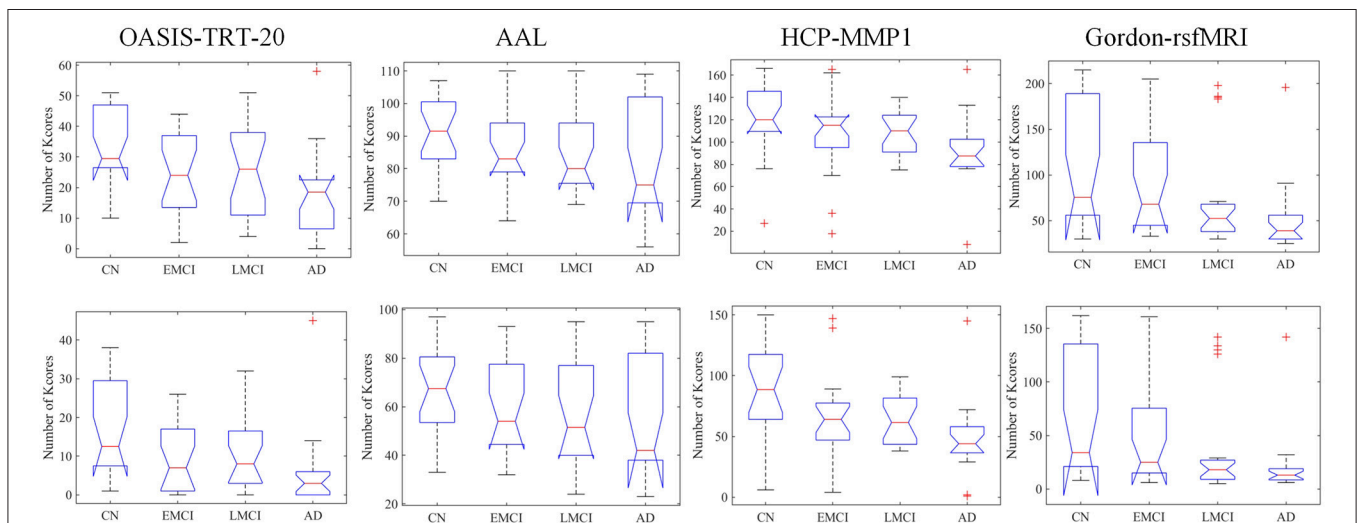 OASIS-TRT-20 AAL HCP-MMP1 Gordon-rsfMRI
Number of Kcores
60
50
40
30
20
10
0
CN EMCI LMCI AD
Number of Kcores
110
100
90
80
70
60
CN EMCI LMCI AD
Number of Kcores
160
140
120
100
80
60
40
20
CN EMCI LMCI AD
Number of Kcores
200
150
100
50
CN EMCI LMCI AD
Number of Kcores
40
30
20
10
0
CN EMCI LMCI AD
Number of Kcores
100
80
60
40
20
CN EMCI LMCI AD
Number of Kcores
150
100
50
0
CN EMCI LMCI AD
Number of Kcores
150
100
50
0
CN EMCI LMCI AD